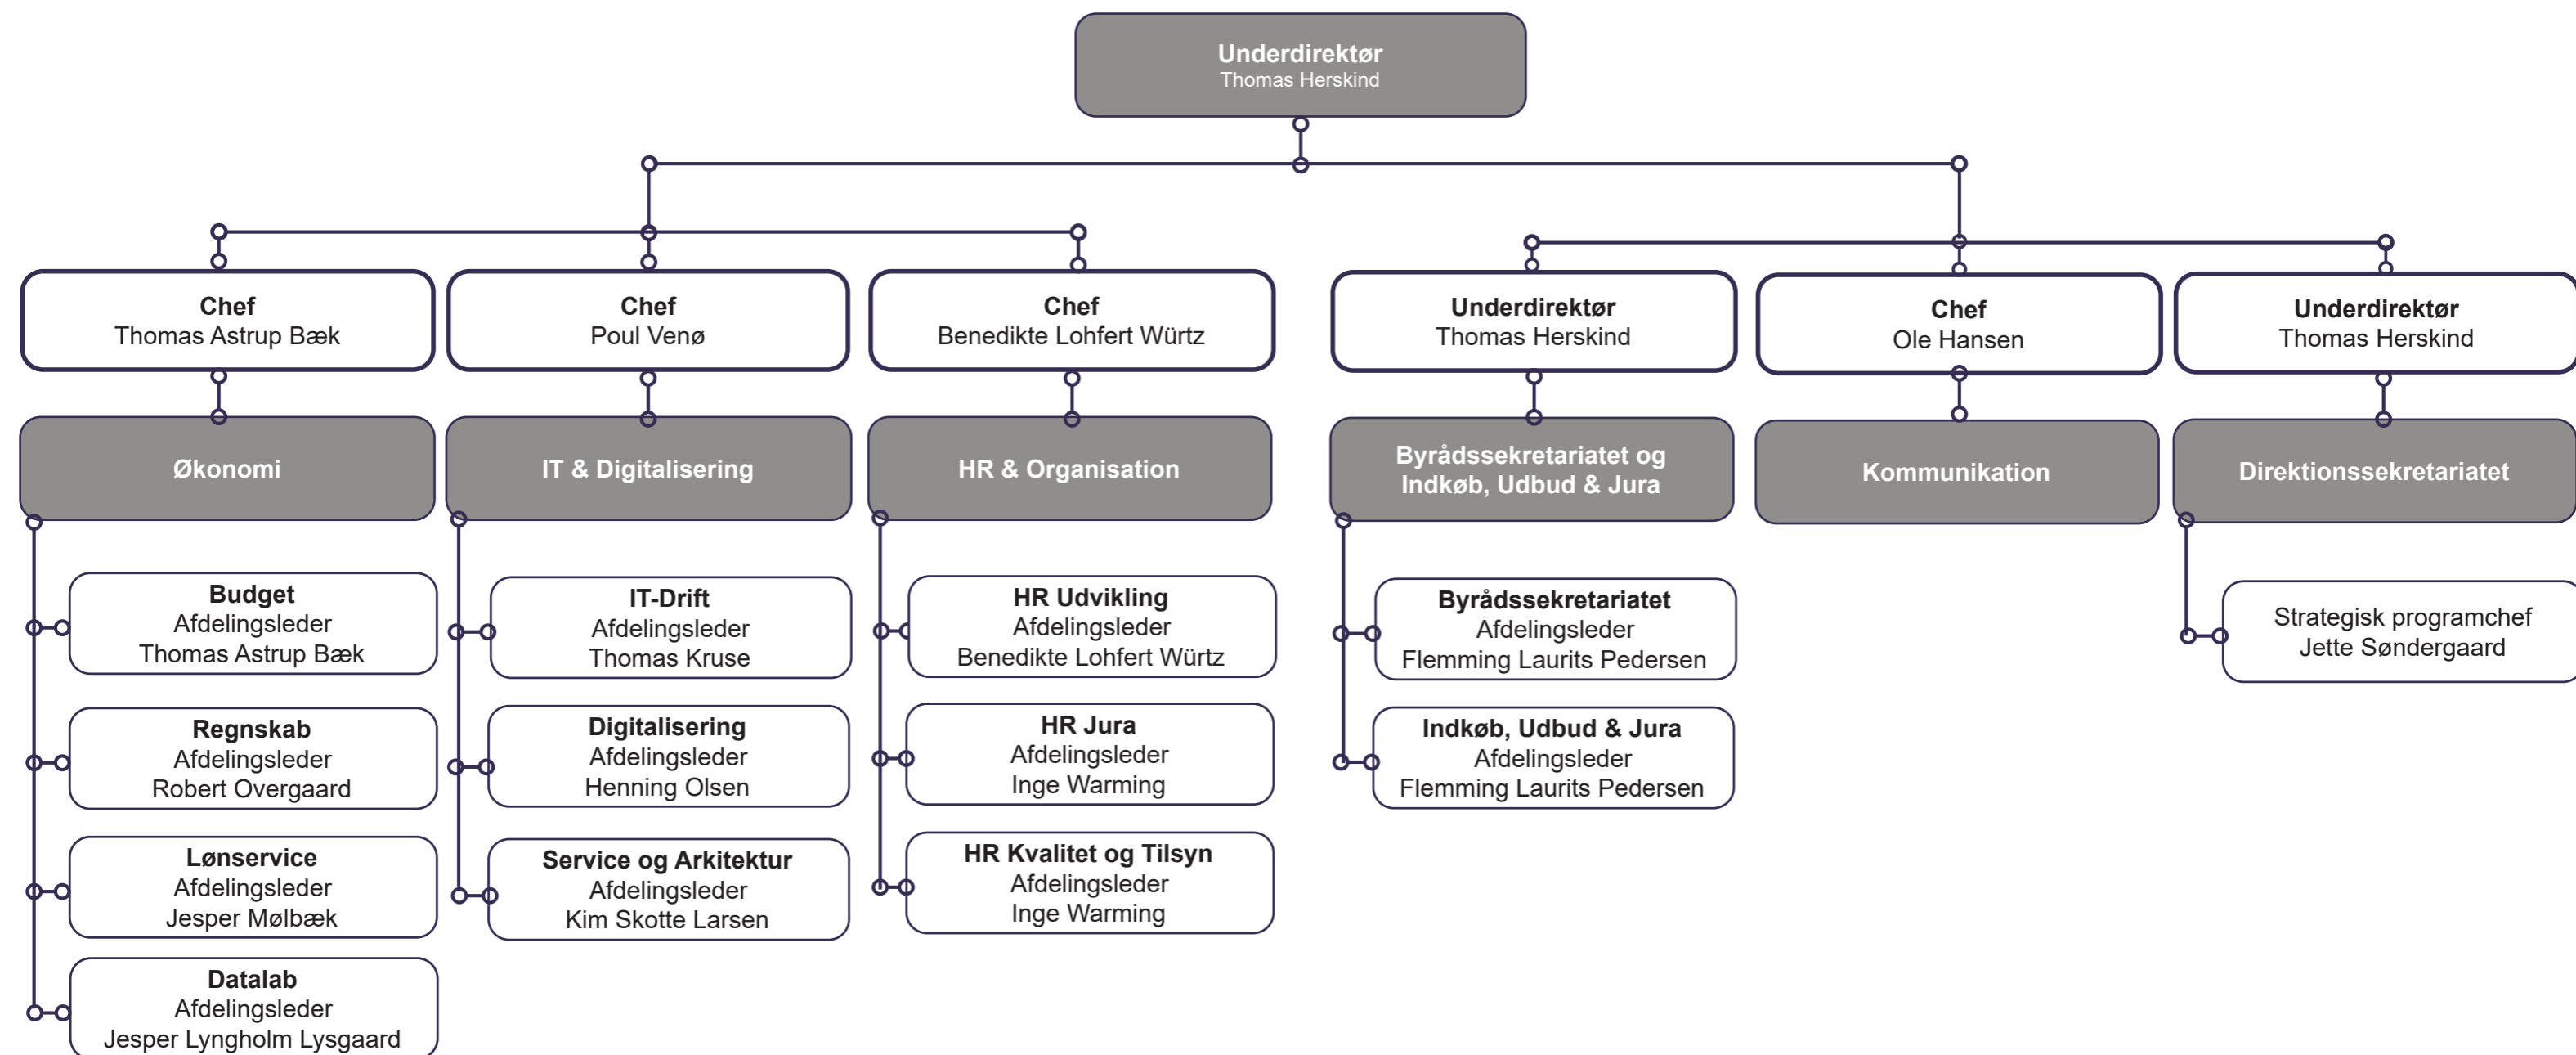 Underdirektør
Thomas Herskind
Chef
Thomas Astrup Bæk
Chef
Poul Venø
Chef
Benedikte Lohfert Würtz
Underdirektør
Thomas Herskind
Chef
Ole Hansen
Underdirektør
Thomas Herskind
Økonomi
IT & Digitalisering
HR & Organisation
Byrådssekretariatet og
Indkøb, Udbud & Jura
Kommunikation
Direktionssekretariatet
Budget
Afdelingsleder
Thomas Astrup Bæk
Regnskab
Afdelingsleder
Robert Overgaard
Lønservice
Afdelingsleder
Jesper Mølbæk
Datalab
Afdelingsleder
Jesper Lyngholm Lysgaard
IT-Drift
Afdelingsleder
Thomas Kruse
Digitalisering
Afdelingsleder
Henning Olsen
Service og Arkitektur
Afdelingsleder
Kim Skotte Larsen
HR Udvikling
Afdelingsleder
Benedikte Lohfert Würtz
HR Jura
Afdelingsleder
Inge Warming
HR Kvalitet og Tilsyn
Afdelingsleder
Inge Warming
Byrådssekretariatet
Afdelingsleder
Flemming Laurits Pedersen
Indkøb, Udbud & Jura
Afdelingsleder
Flemming Laurits Pedersen
Strategisk programchef
Jette Søndergaard